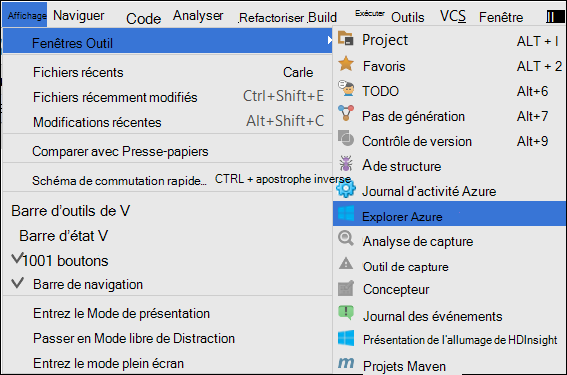 Affichage Naviguer Code Analyser Refactoriser Build Exécuter Outils VCS Fenêtre
Fenêtres Outil
Fichiers récents Carle
Fichiers récemment modifiés Ctrl+Shift+E
Modifications récentes Alt+Shift+C
Comparer avec Presse-papiers
Schéma de commutation rapide… CTRL + apostrophe inverse
Barre d’outils de V
Barre d’état V
1001 boutons
Barre de navigation
Entrez le Mode de présentation
Passer en Mode libre de Distraction
Entrez le mode plein écran
Project ALT + I
Favoris ALT + 2
TODO Alt+6
Pas de génération Alt+7
Contrôle de version Alt+9
Ade structure
Journal d’activité Azure
Explorer Azure
Analyse de capture
Outil de capture
Concepteur
Journal des événements
Présentation de l’allumage de HDInsight
Projets Maven